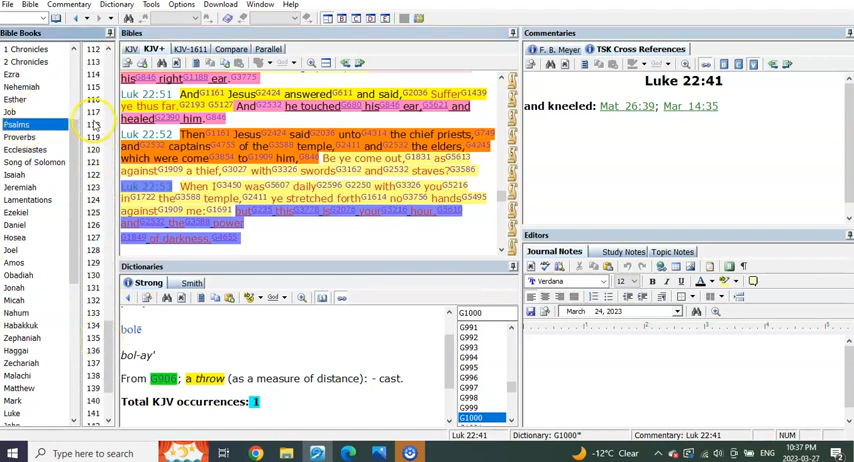 File View Bible Commentary Dictionary Tools Options Download Window Help
Bible Books
1 Chronicles
2 Chronicles
Ezra
Nehemiah
Esther
Job
Psalms
Proverbs
Ecclesiastes
Song of Solomon
Isaiah
Jeremiah
Lamentations
Ezekiel
Daniel
Hosea
Joel
Amos
Obadiah
Jonah
Micah
Nahum
Habakkuk
Zephaniah
Haggai
Zechariah
Malachi
Matthew
Mark
Luke
112
113
114
115
116
117
118
119
120
121
122
123
124
125
126
127
128
129
130
131
132
133
134
135
136
137
138
139
140
141
142
Bibles
KJV KJV+ KJV-1611 Compare Parallel
his G846 right G1188 ear. G3775
Luk 22:51 And G1161 Jesus answered G611 and said, G2036 Suffer G1439
ye thus far. G2193 G5127 And G2532 he touched G680 his G846 ear, G5621 and
healed G2390 him. G846
Luk 22:52 Then G1161 Jesus G2424 said G2036 unto G4314 the chief priests, G749
and G2532 captains G4755 of the G3588 temple, G2411 and G2532 the elders, G4245
which were come G3854 to G1909 him, G846 Be ye come out, G1831 as G5613
against G1909 a thief, G3027 with G3326 swords G3162 and G2532 staves? G3586
Luk 22:53 When I G3450 was G5607 daily G2250 G2596 with G3326 you G5216
in G1722 the G3588 temple, G2411 ye stretched forth G1614 no G3756 hands G5495
against G1909 me: G1691 but G235 this G3778 is G2076 your G5216 hour, G5610
and G2532 the G3588 power
G1849 of darkness. G4655
Dictionaries
Strong Smith
bolē
bol-ay'
From G906; a throw (as a measure of distance): - cast.
Total KJV occurrences: 1
G1000
G991
G992
G993
G994
G995
G996
G997
G998
G999
G1000
Commentaries
F. B. Meyer TSK Cross References
Luke 22:41
and kneeled: Mat 26:39; Mar 14:35
Editors
Journal Notes Study Notes Topic Notes
Verdana 12
B I U A
March 24, 2023
1 2 3 4 5
Luk 22:41 Dictionary: G1000" Commentary: Luk 22:41 NUM
Type here to search
-12°C Clear
ENG
10:37 PM
2023-03-27